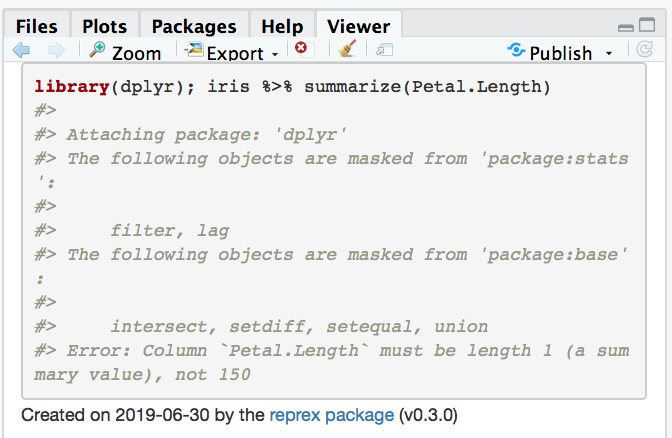 Files Plots Packages Help Viewer
Zoom Export Publish
library(dplyr); iris %>% summarize(Petal.Length)
#>
#> Attaching package: 'dplyr'
#> The following objects are masked from 'package:stats
':
#>
#>     filter, lag
#> The following objects are masked from 'package:base'
:
#>
#>     intersect, setdiff, setequal, union
#> Error: Column `Petal.Length` must be length 1 (a sum
mary value), not 150
Created on 2019-06-30 by the reprex package (v0.3.0)